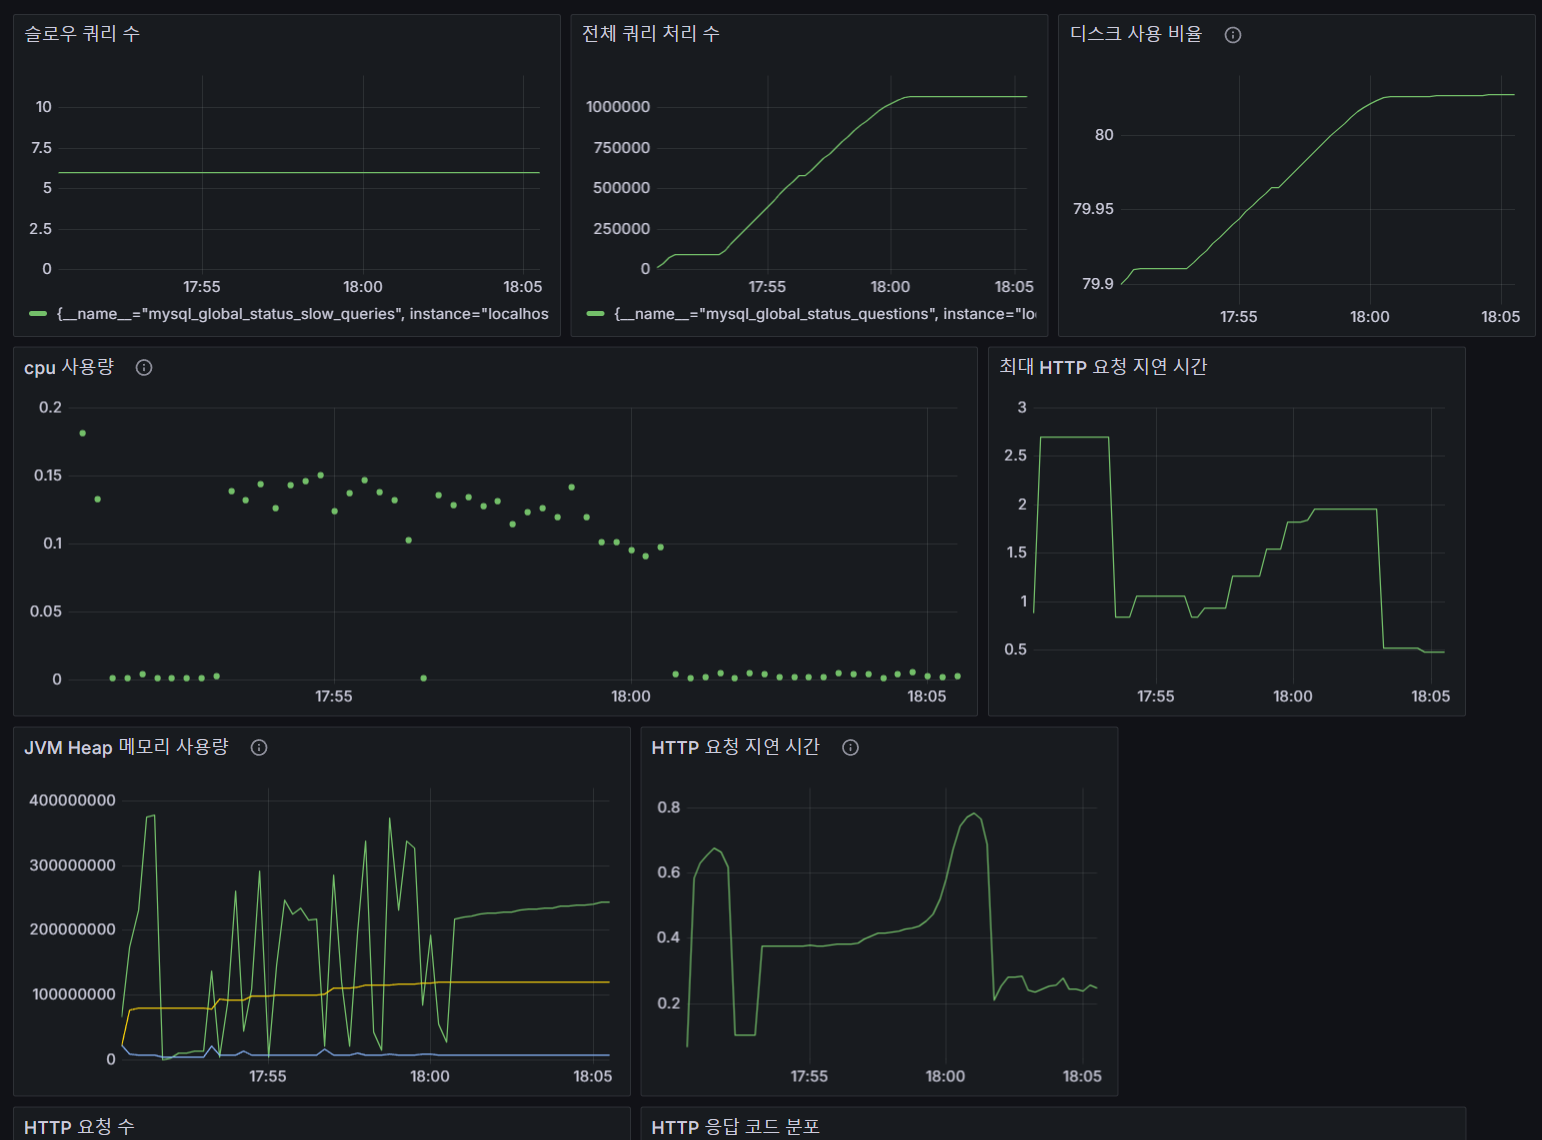 슬로우 쿼리 수
10
7.5
5
2.5
0
17:55 18:00 18:05
{__name__="mysql_global_status_slow_queries", instance="localhos
전체 쿼리 처리 수
1000000
750000
500000
250000
0
17:55 18:00 18:05
{__name__="mysql_global_status_questions", instance="lo
디스크 사용 비율
80
79.95
79.9
17:55 18:00 18:05
cpu 사용량
0.2
0.15
0.1
0.05
0
17:55 18:00 18:05
최대 HTTP 요청 지연 시간
3
2.5
2
1.5
1
0.5
17:55 18:00 18:05
JVM Heap 메모리 사용량
400000000
300000000
200000000
100000000
0
17:55 18:00 18:05
HTTP 요청 지연 시간
0.8
0.6
0.4
0.2
17:55 18:00 18:05
HTTP 요청 수
HTTP 응답 코드 분포